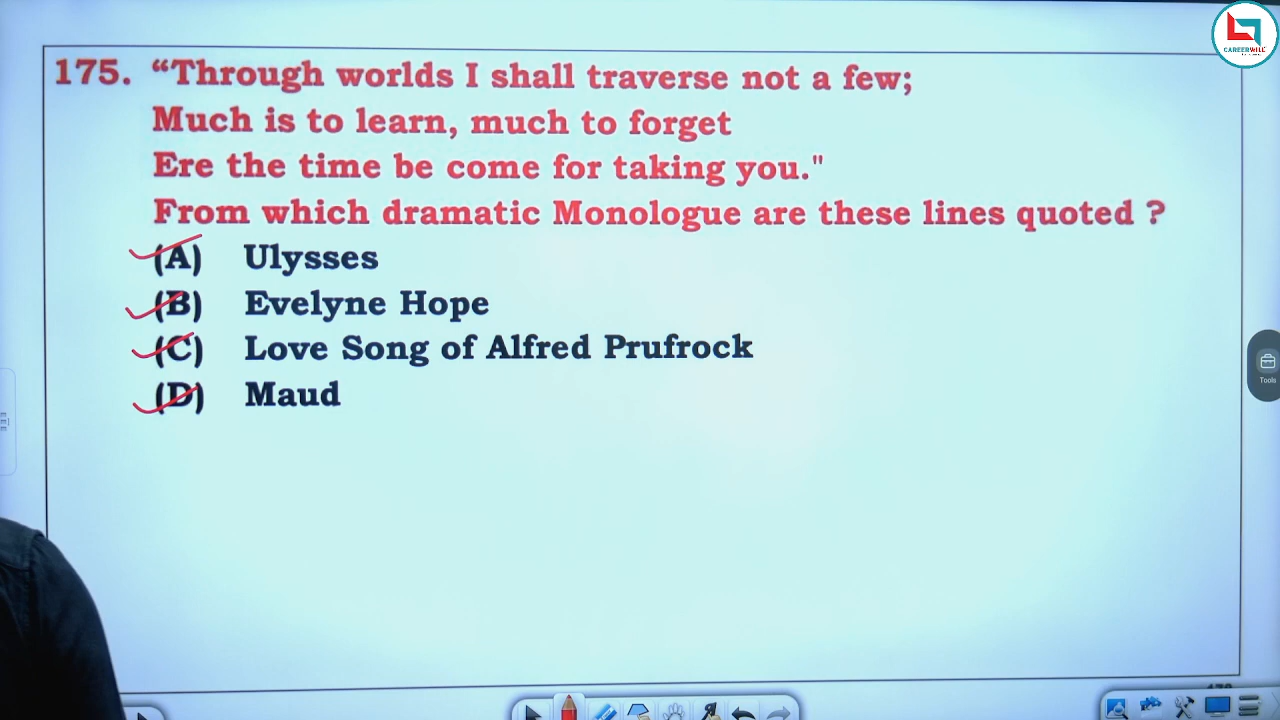 CAREERWILL
175. “Through worlds I shall traverse not a few;
Much is to learn, much to forget
Ere the time be come for taking you."
From which dramatic Monologue are these lines quoted ?
(A) Ulysses
(B) Evelyne Hope
(C) Love Song of Alfred Prufrock
(D) Maud
Tools